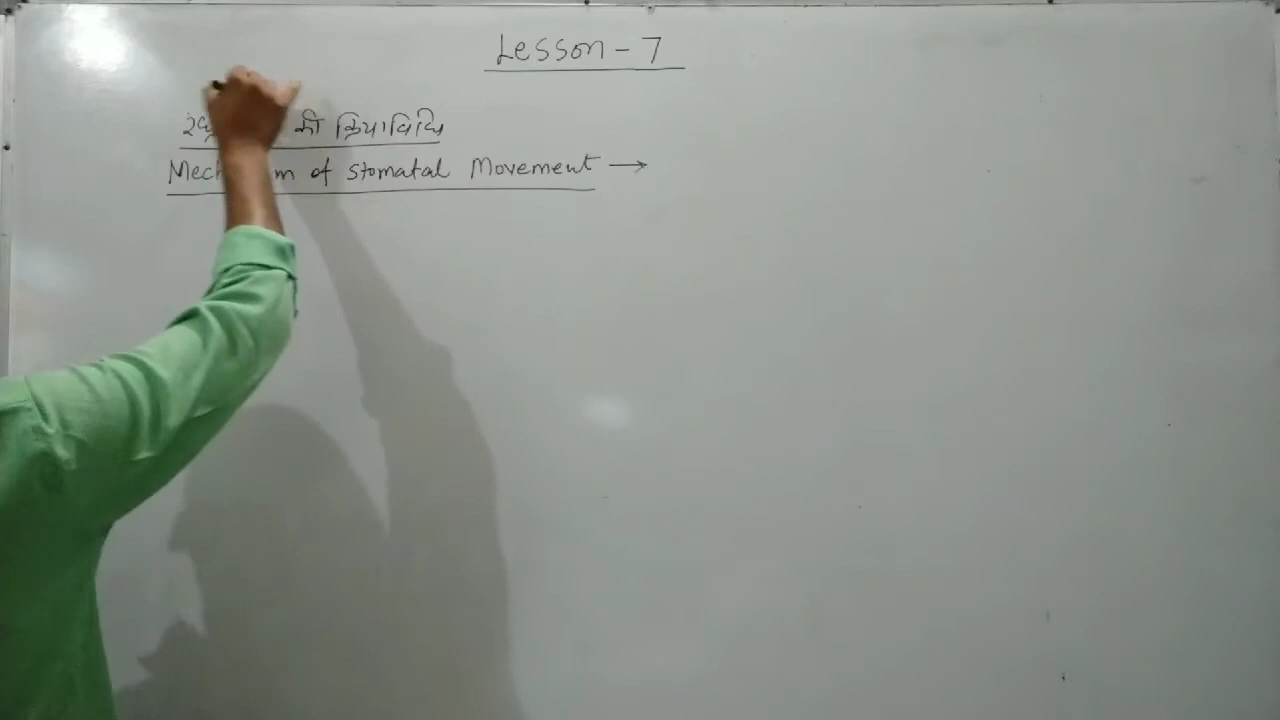 Lesson - 7
की क्रियाविधि
of Stomatal Movement →